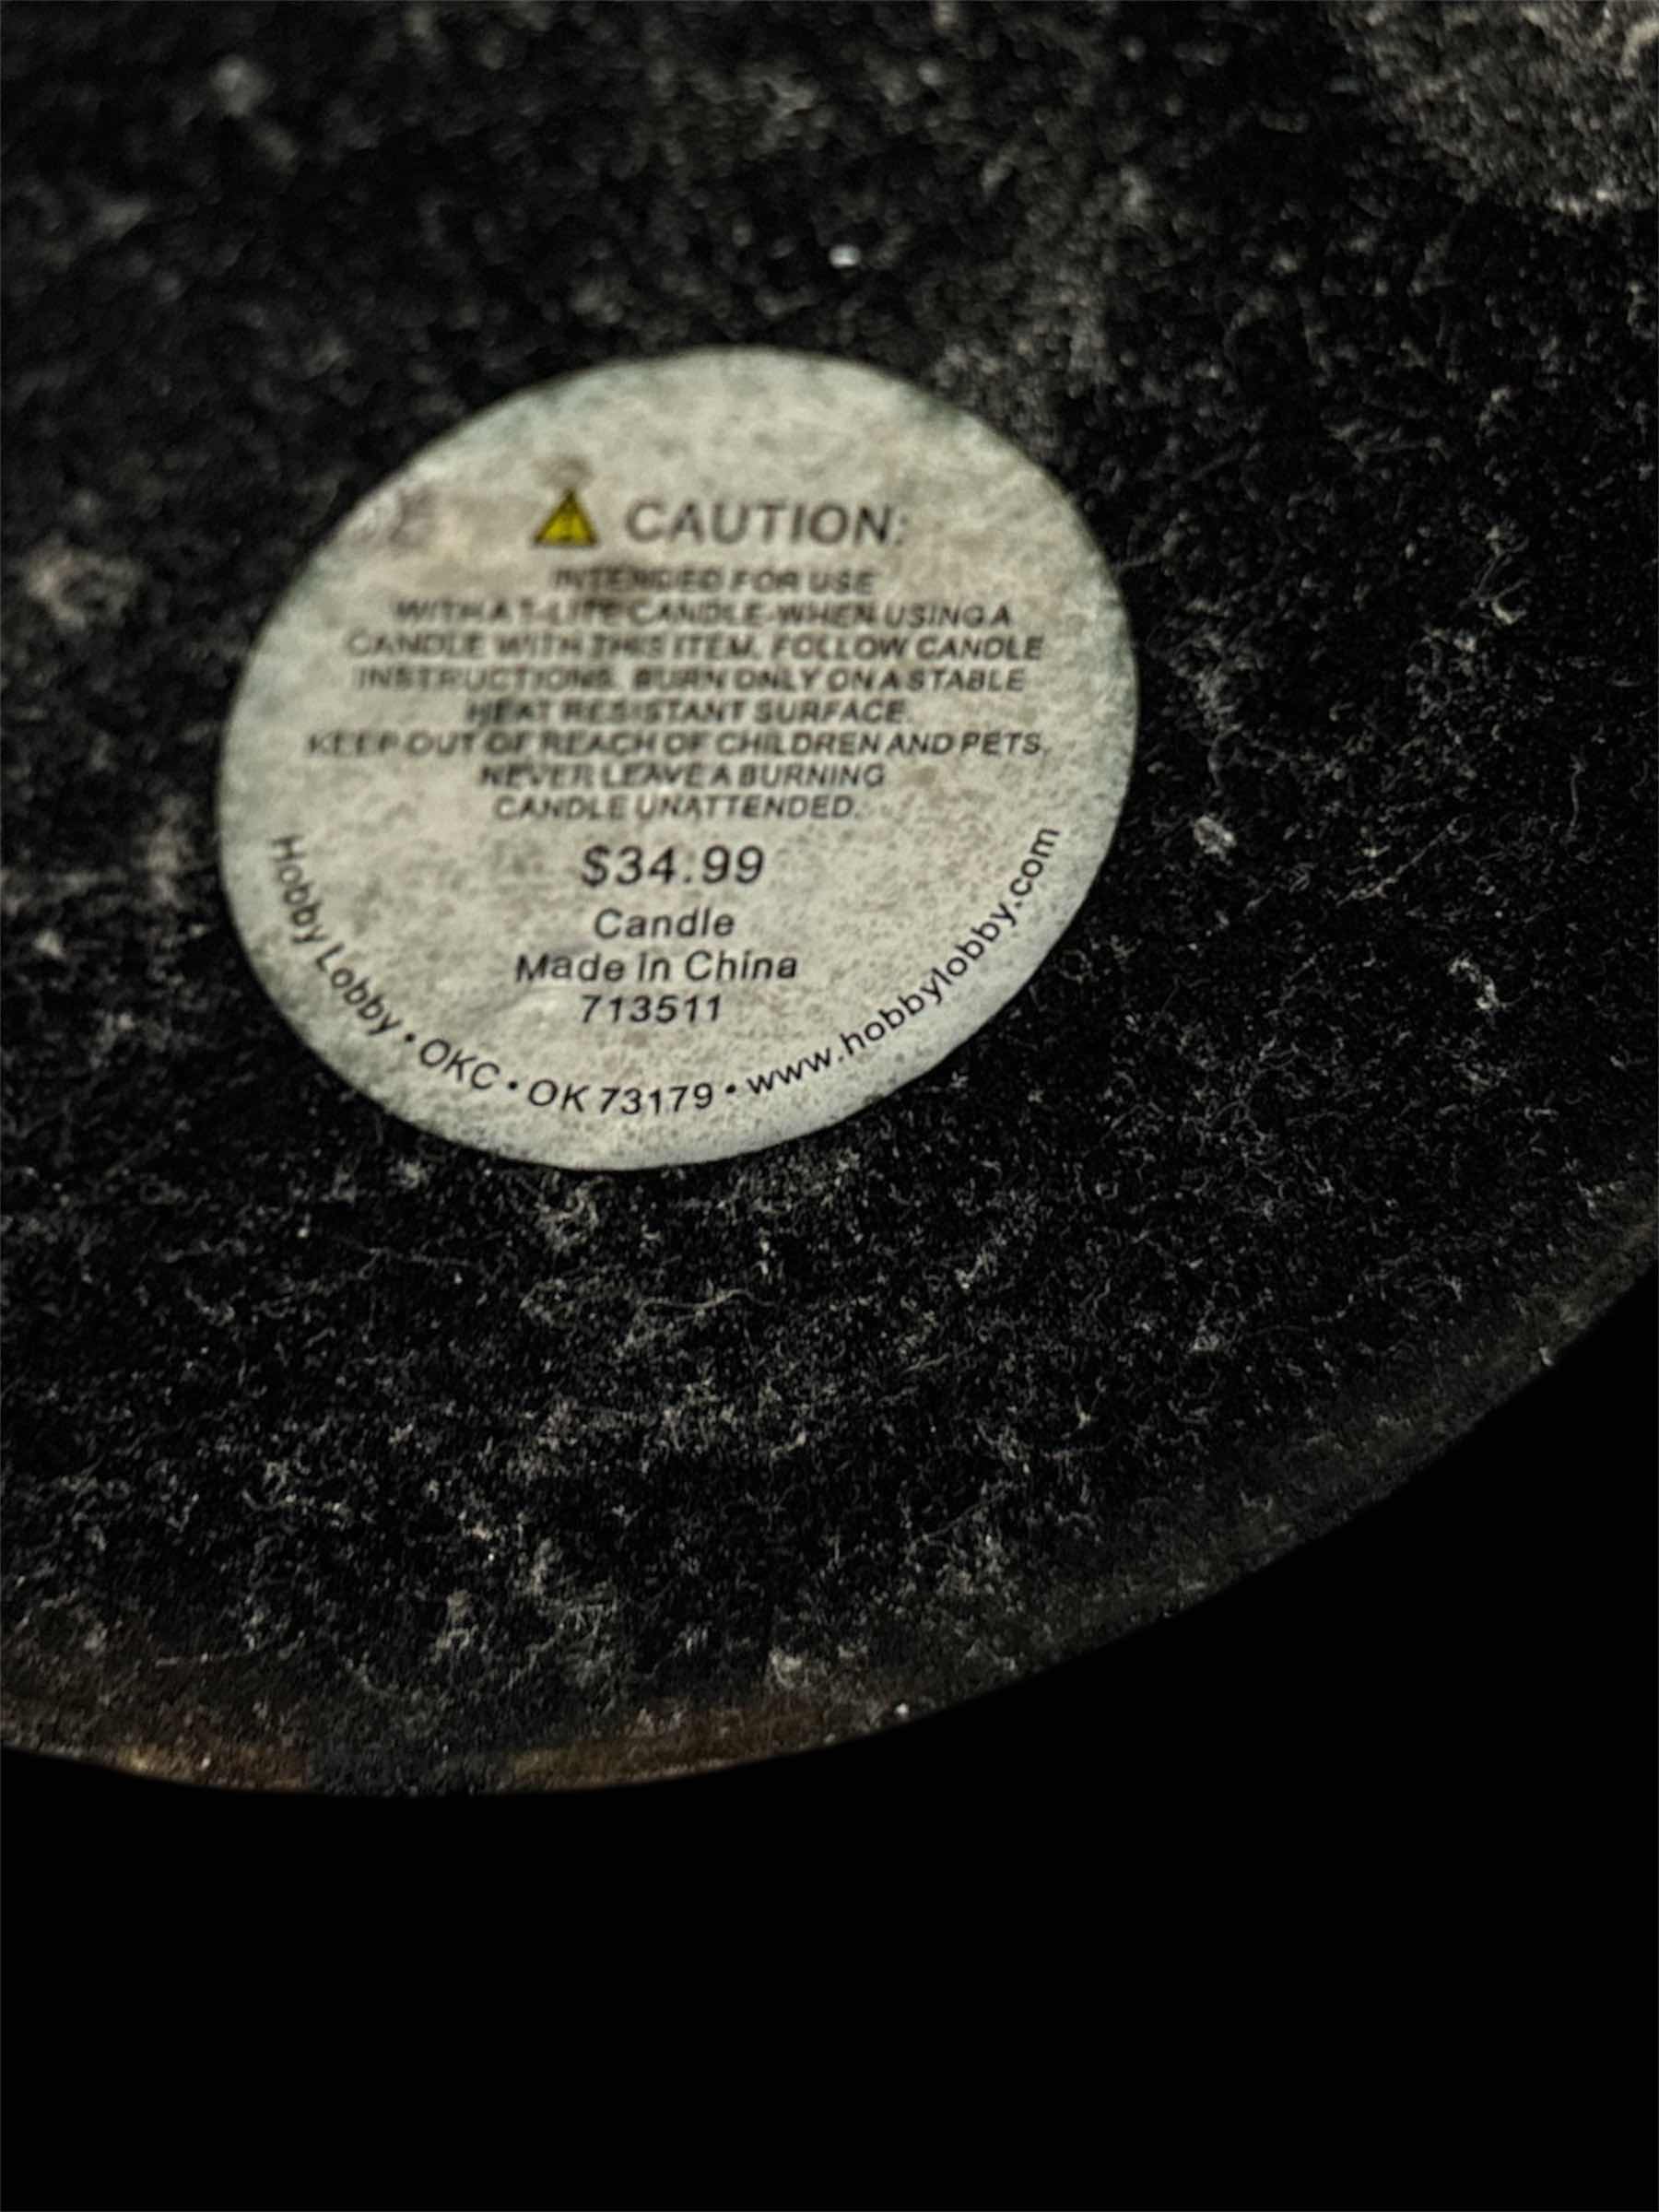 CAUTION:
INTENDED FOR USE
WITH A T-LITE CANDLE-WHEN USING A
CANDLE WITH THIS ITEM, FOLLOW CANDLE
INSTRUCTIONS. BURN ONLY ON A STABLE
HEAT RESISTANT SURFACE.
KEEP OUT OF REACH OF CHILDREN AND PETS.
NEVER LEAVE A BURNING
CANDLE UNATTENDED.
$34.99
Candle
Made in China
713511
Hobby Lobby • OKC • OK 73179 • www.hobbylobby.com